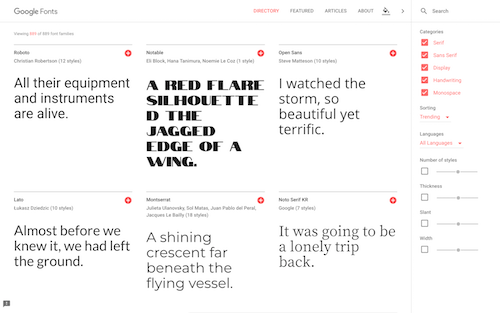 Google Fonts
DIRECTORY FEATURED ARTICLES ABOUT
Search
Viewing of 889 font families
Categories
Serif
Sans Serif
Display
Handwriting
Monospace
Sorting
Trending
Languages
All Languages
Number of styles
Thickness
Slant
Width
Roboto
Christian Robertson (12 styles)
All their equipment
and instruments
are alive.
Notable
Eli Block, Hana Tanimura, Noemie Le Coz (1 style)
A RED FLARE
SILHOUETTE
D THE
JAGGED
EDGE OF A
WING.
Open Sans
Steve Matteson (10 styles)
I watched the
storm, so
beautiful yet
terrific.
Lato
Łukasz Dziedzic (10 styles)
Almost before we
knew it, we had left
the ground.
Montserrat
Julieta Ulanovsky, Sol Matas, Juan Pablo del Peral,
Jacques Le Bailly (18 styles)
A shining
crescent far
beneath the
flying vessel.
Noto Serif KR
Google (7 styles)
It was going to be
a lonely trip
back.